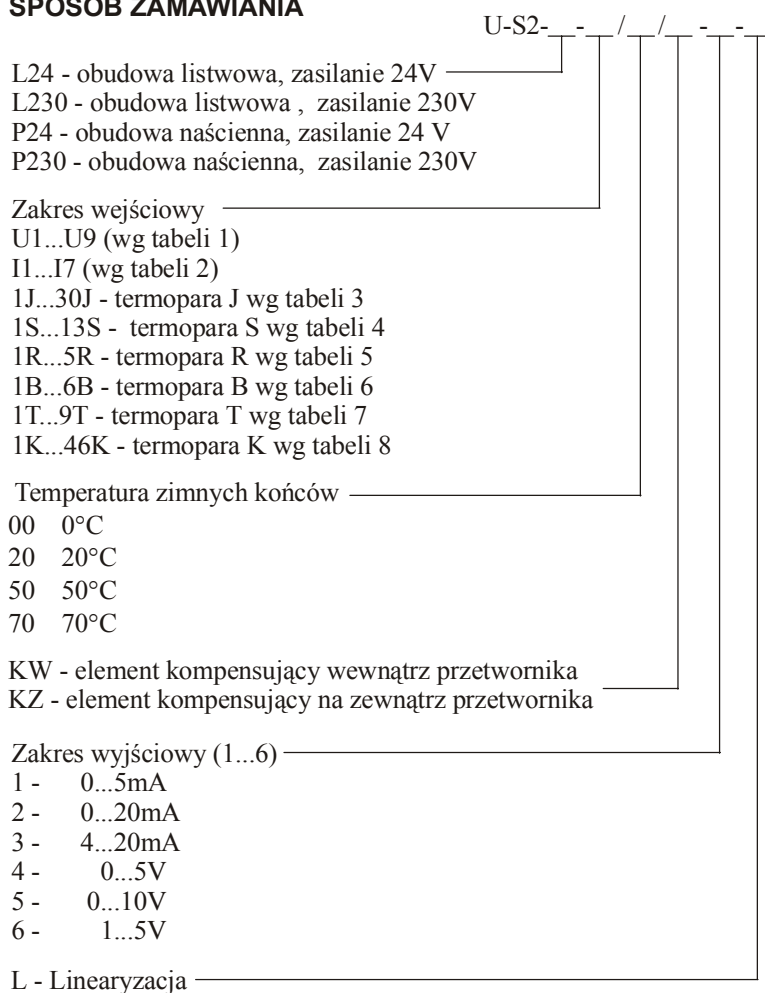 SPOSÓB ZAMAWIANIA
U-S2-__-__/__/__-__-__
L24 - obudowa listwowa, zasilanie 24V
L230 - obudowa listwowa , zasilanie 230V
P24 - obudowa naścienna, zasilanie 24 V
P230 - obudowa naścienna, zasilanie 230V
Zakres wejściowy
U1...U9 (wg tabeli 1)
I1...I7 (wg tabeli 2)
1J...30J - termopara J wg tabeli 3
1S...13S - termopara S wg tabeli 4
1R...5R - termopara R wg tabeli 5
1B...6B - termopara B wg tabeli 6
1T...9T - termopara T wg tabeli 7
1K...46K - termopara K wg tabeli 8
Temperatura zimnych końców
00 0°C
20 20°C
50 50°C
70 70°C
KW - element kompensujący wewnątrz przetwornika
KZ - element kompensujący na zewnątrz przetwornika
Zakres wyjściowy (1...6)
1 - 0...5mA
2 - 0...20mA
3 - 4...20mA
4 - 0...5V
5 - 0...10V
6 - 1...5V
L - Linearyzacja